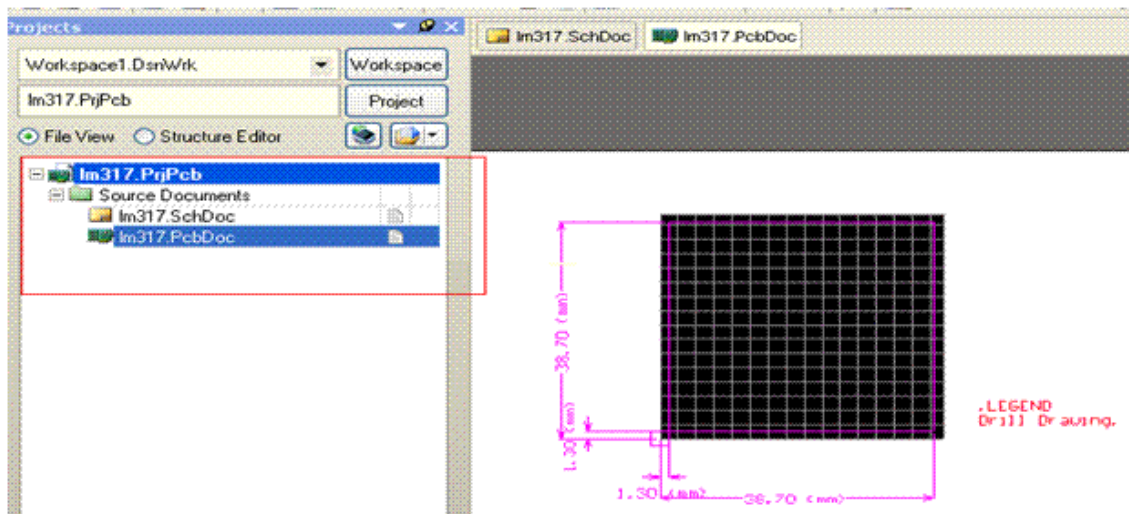 Projects
Workspace1.DsnWrk
Workspace
lm317.PrjPcb
Project
File View
Structure Editor
lm317.PrjPcb
Source Documents
lm317.SchDoc
lm317.PcbDoc
lm317.SchDoc
lm317.PcbDoc
38.70 (mm)
1.30 (mm)
1.30 (mm)
38.70 (mm)
.LEGEND
Drill Drawing.